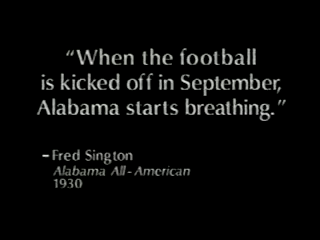 “When the football
is kicked off in September,
Alabama starts breathing.”
–Fred Sington
Alabama All-American
1930